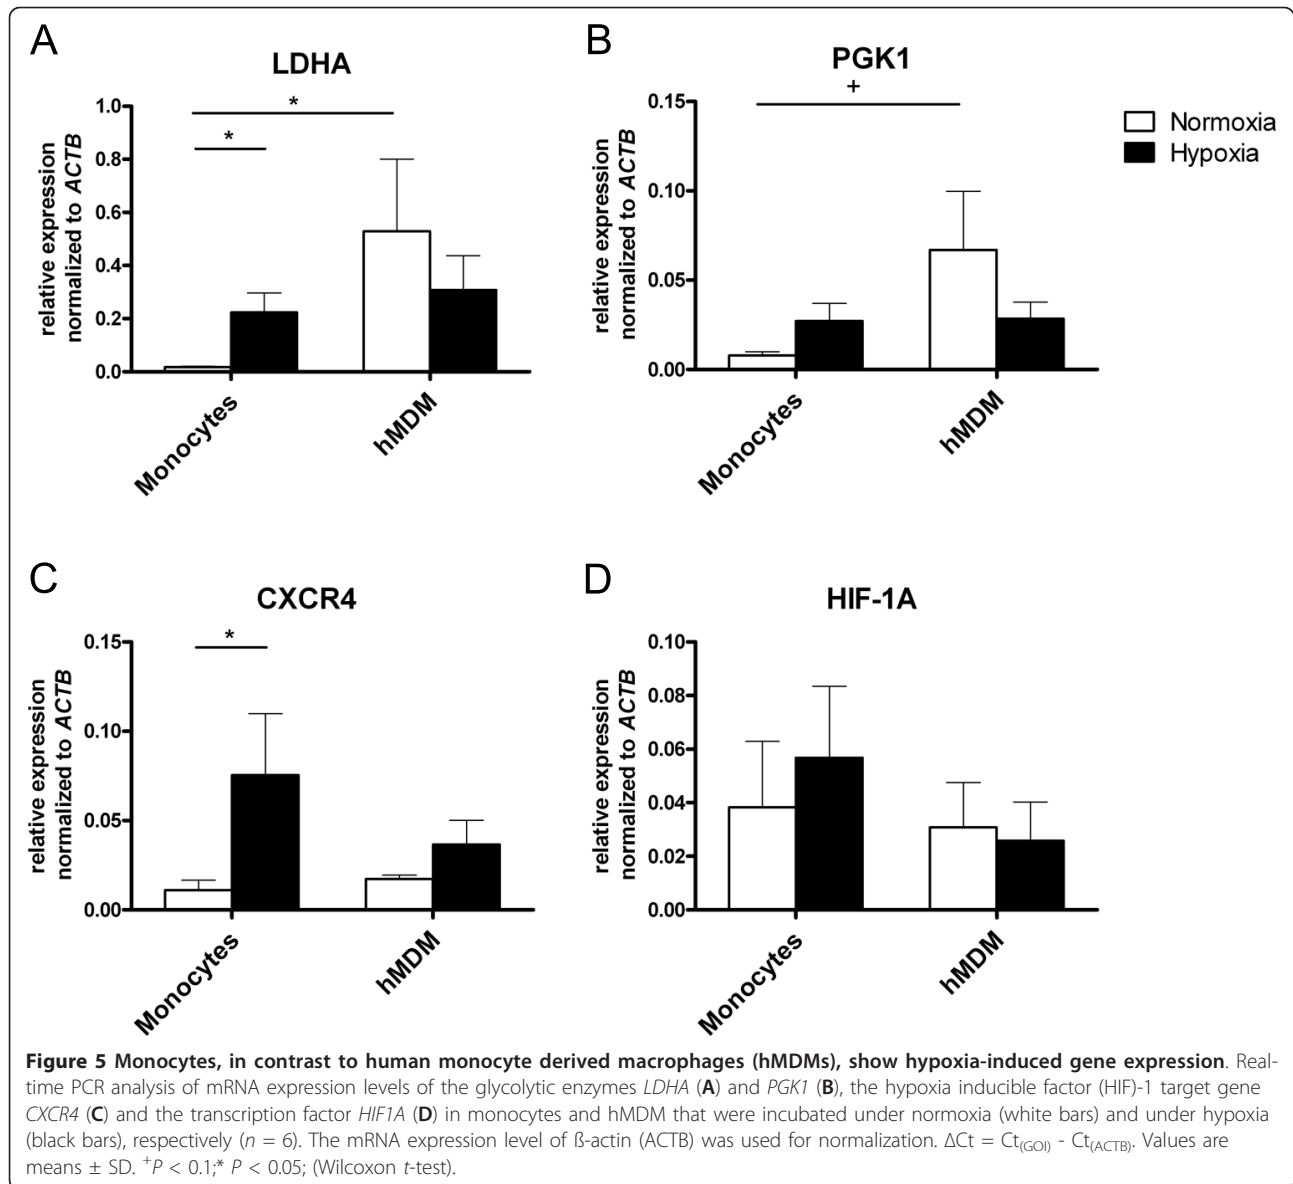 A
LDHA
relative expression
normalized to ACTB
1.0
0.8
0.6
0.4
0.2
0.0
*
*
Monocytes
hMDM
B
PGK1
relative expression
normalized to ACTB
0.15
0.10
0.05
0.00
+
Monocytes
hMDM
Normoxia
Hypoxia
C
CXCR4
relative expression
normalized to ACTB
0.15
0.10
0.05
0.00
*
Monocytes
hMDM
D
HIF-1A
relative expression
normalized to ACTB
0.10
0.08
0.06
0.04
0.02
0.00
Monocytes
hMDM
Figure 5 Monocytes, in contrast to human monocyte derived macrophages (hMDMs), show hypoxia-induced gene expression. Real-
time PCR analysis of mRNA expression levels of the glycolytic enzymes LDHA (A) and PGK1 (B), the hypoxia inducible factor (HIF)-1 target gene
CXCR4 (C) and the transcription factor HIF1A (D) in monocytes and hMDM that were incubated under normoxia (white bars) and under hypoxia
(black bars), respectively (n = 6). The mRNA expression level of ß-actin (ACTB) was used for normalization. ΔCt = Ct(GOI) - Ct(ACTB). Values are
means ± SD. +P < 0.1;* P < 0.05; (Wilcoxon t-test).